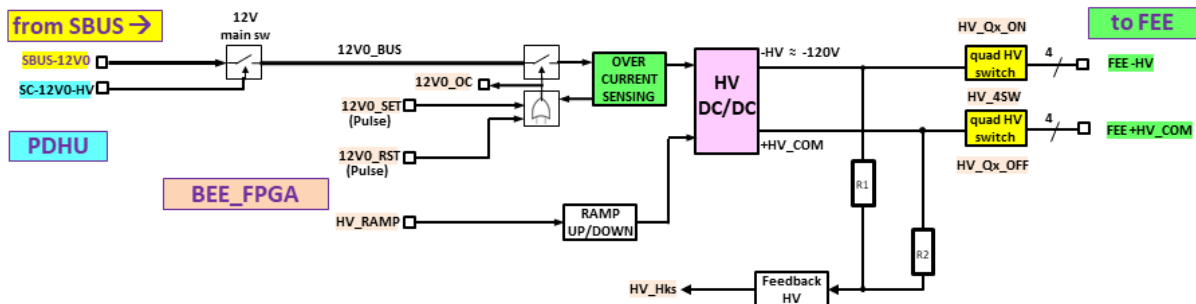 from SBUS →
12V
main sw
HV_Qx_ON
to FEE
SBUS-12V0
12V0_BUS
-HV ≈ -120V
SC-12V0-HV
12V0_OC
OVER
CURRENT
SENSING
HV
DC/DC
quad HV
switch
4
FEE-HV
12V0_SET
(Pulse)
HV_4SW
PDHU
12V0_RST
(Pulse)
+HV_COM
quad HV
switch
4
FEE+HV_COM
HV_Qx_OFF
BEE_FPGA
R1
HV_RAMP
RAMP
UP/DOWN
R2
HV_Hks
Feedback
HV